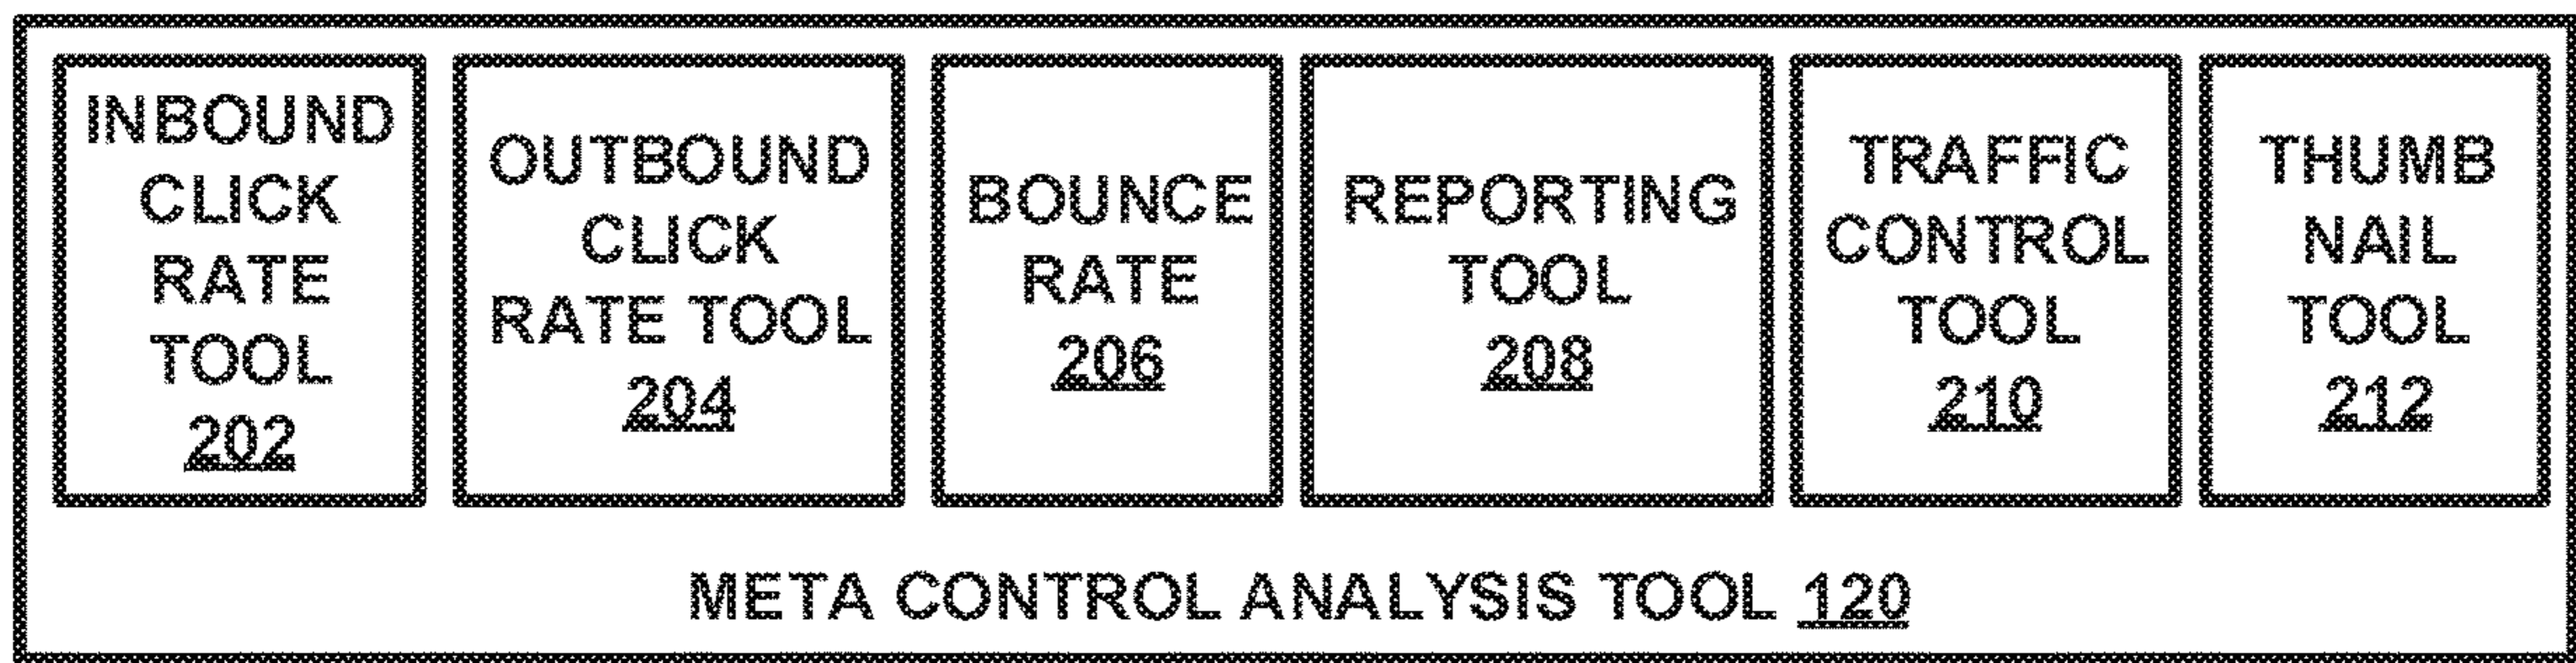 INBOUND
CLICK
RATE
TOOL
202
OUTBOUND
CLICK
RATE TOOL
204
BOUNCE
RATE
206
REPORTING
TOOL
208
TRAFFIC
CONTROL
TOOL
210
THUMB
NAIL
TOOL
212
META CONTROL ANALYSIS TOOL 120